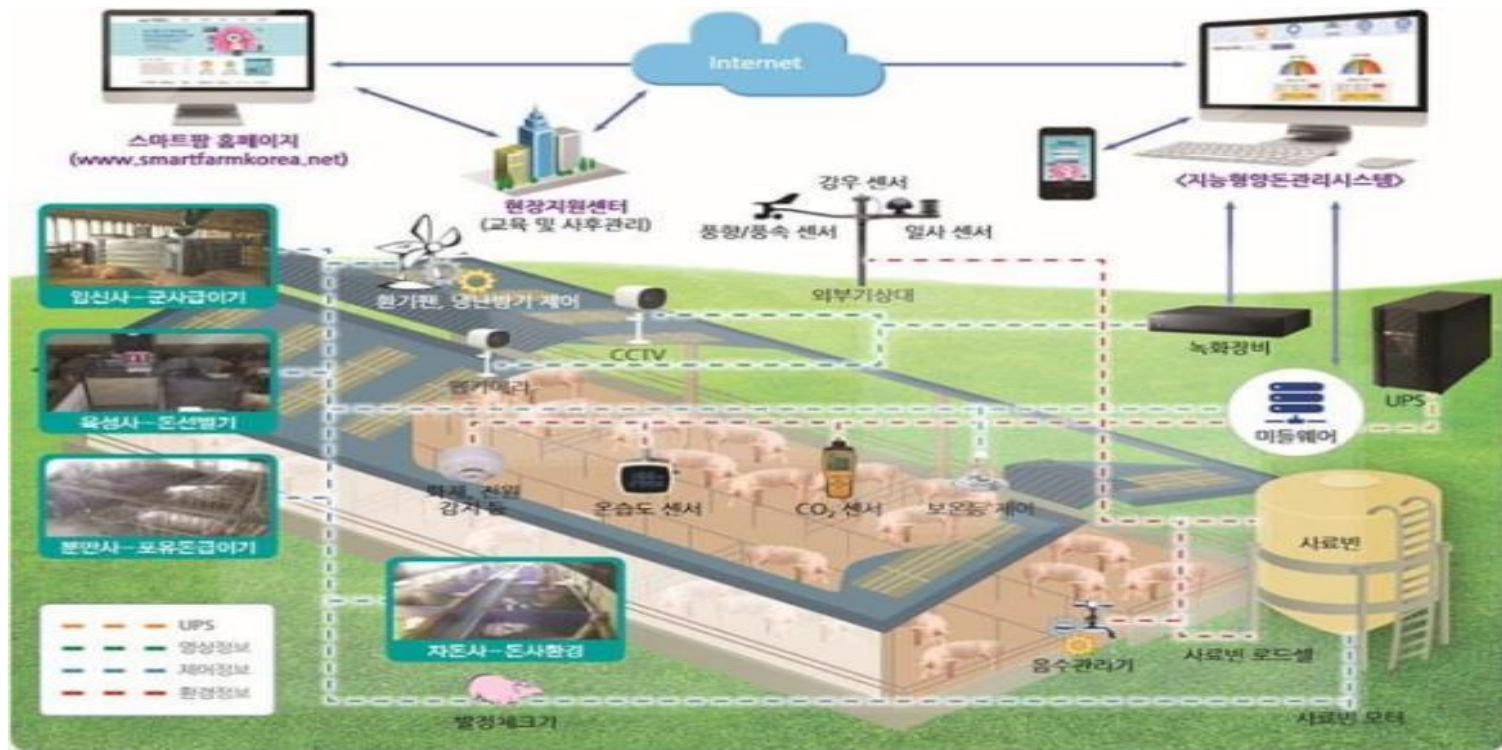 Internet
스마트팜 홈페이지
(www.smartfarmkorea.net)
현장지원센터
(교육 및 사후관리)
강우 센서
풍향/풍속 센서
일사 센서
외부기상대
<지능형양돈관리시스템>
임신사-군사급이기
환기팬, 냉난방기 제어
CCTV
웹카메라
녹화장비
UPS
육성사-돈선별기
미들웨어
화재, 전원
감지 등
온습도 센서
CO₂ 센서
보온등 제어
분만사-포유돈급이기
사료빈
자돈사-돈사환경
음수관리기
사료빈 로드셀
UPS
영상정보
제어정보
환경정보
발정체크기
사료빈 모터